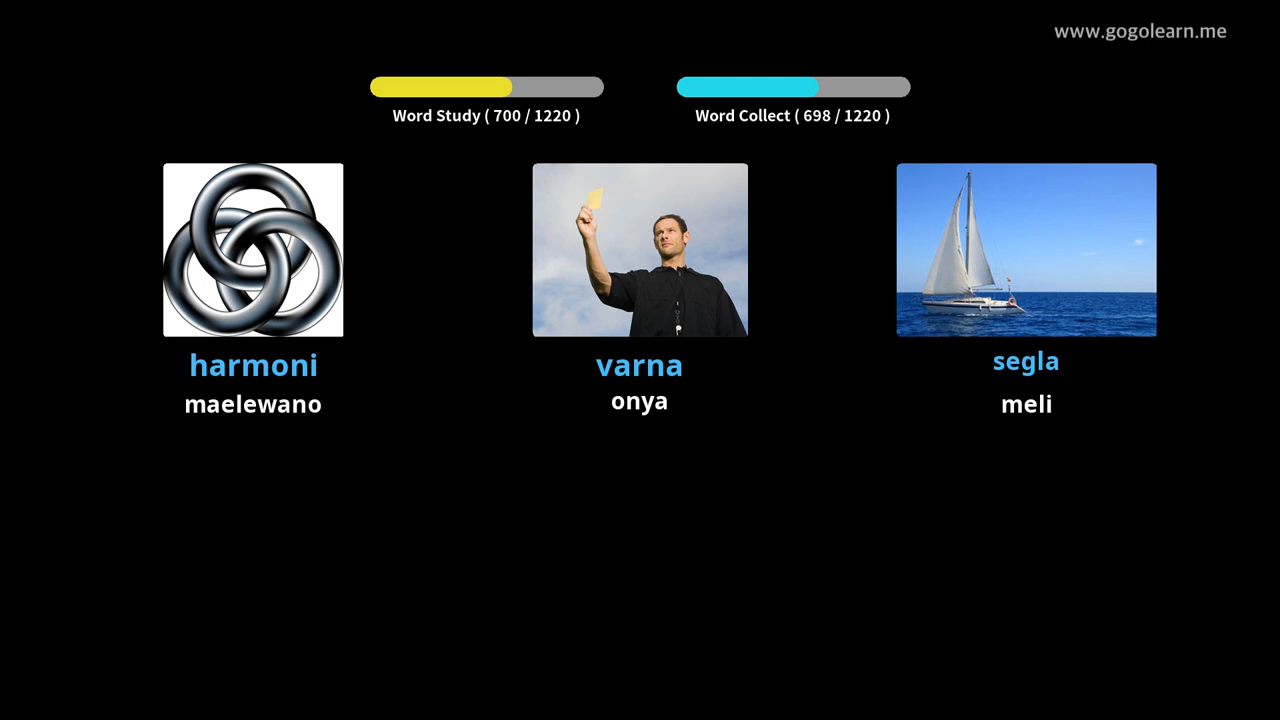 www.gogolearn.me
Word Study ( 700 / 1220 )
Word Collect ( 698 / 1220 )
harmoni
maelewano
varna
onya
segla
meli